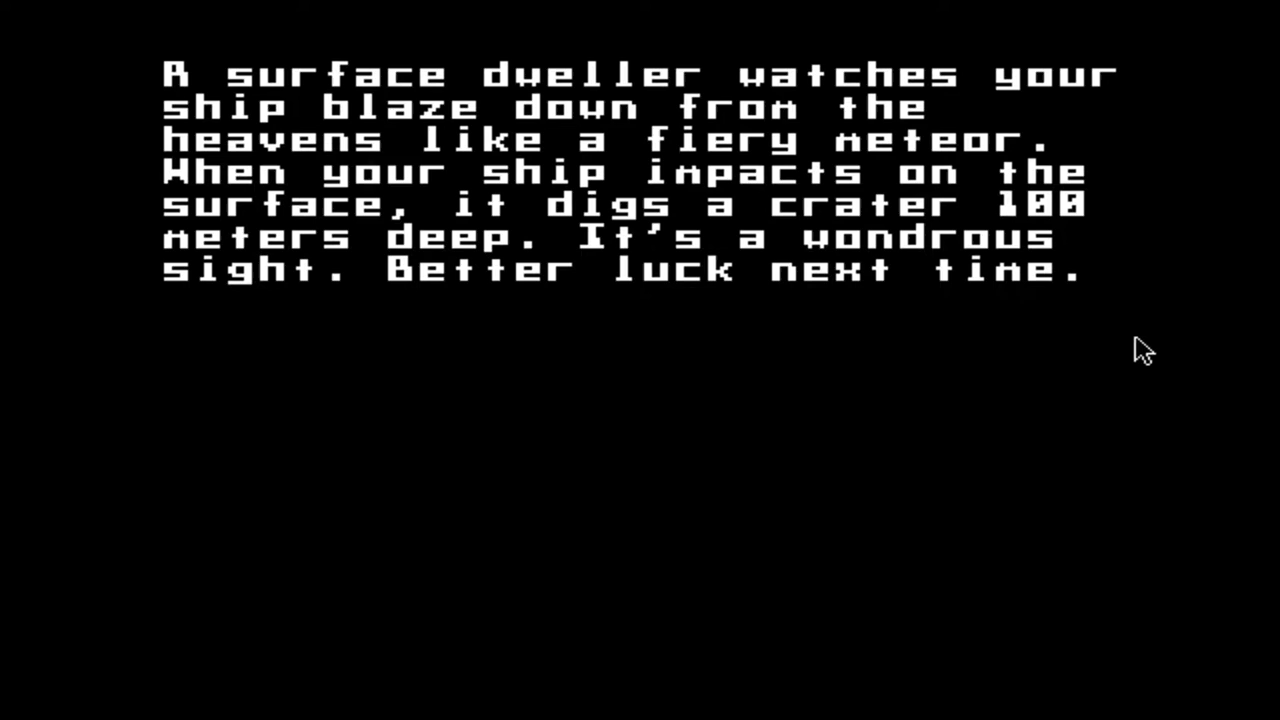 A surface dweller watches your
ship blaze down from the
heavens like a fiery meteor.
When your ship impacts on the
surface, it digs a crater 100
meters deep. It's a wondrous
sight. Better luck next time.